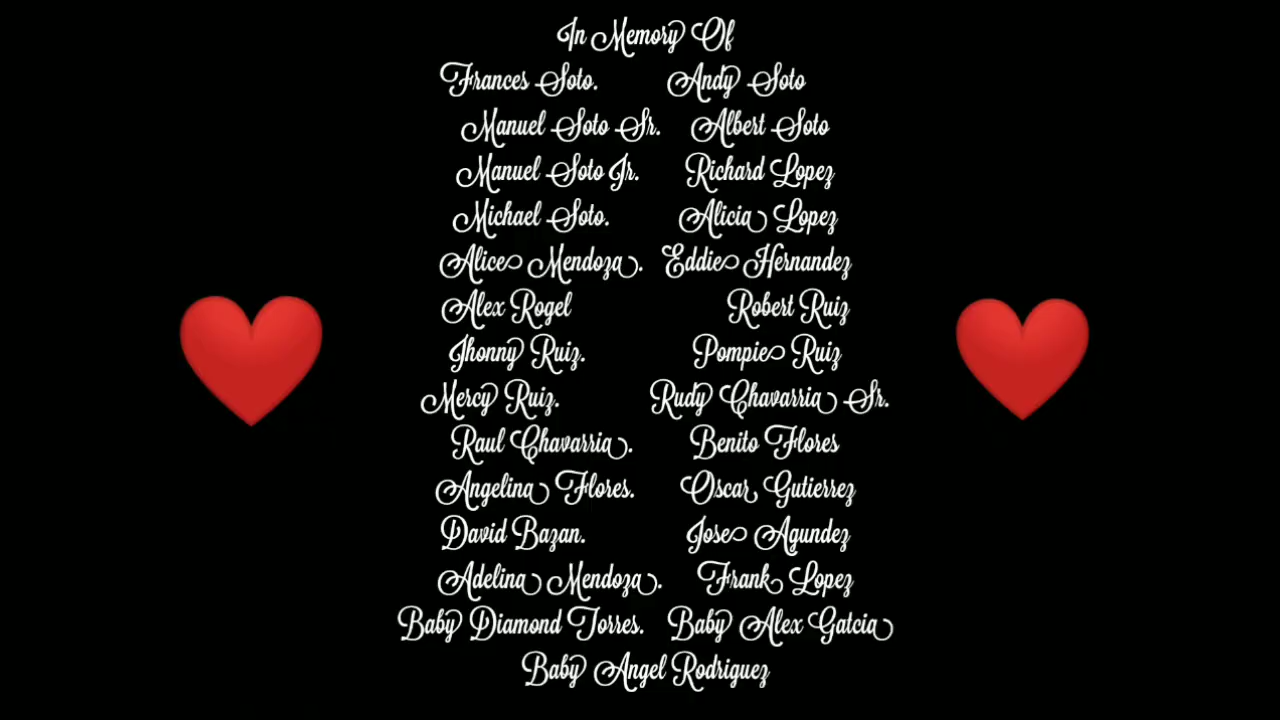 In Memory Of
Frances Soto. Andy Soto
Manuel Soto Sr. Albert Soto
Manuel Soto Jr. Richard Lopez
Michael Soto. Alicia Lopez
Alice Mendoza. Eddie Hernandez
Alex Rogel Robert Ruiz
Jhonny Ruiz. Pompie Ruiz
Mercy Ruiz. Rudy Chavarria Sr.
Raul Chavarria. Benito Flores
Angelina Flores. Oscar Gutierrez
David Bazan. Jose Agundez
Adelina Mendoza. Frank Lopez
Baby Diamond Torres. Baby Alex Gatcia
Baby Angel Rodriguez